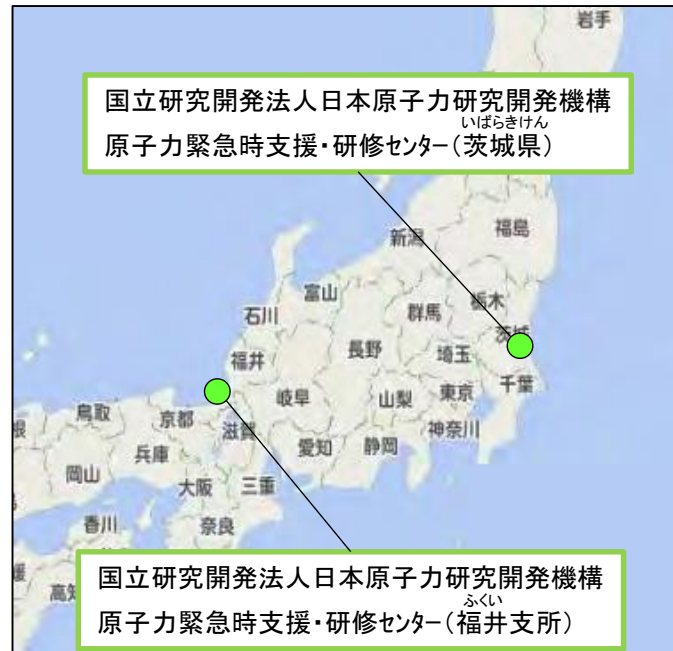 岩手
国立研究開発法人日本原子力研究開発機構
いばらきけん
原子力緊急時支援・研修センター（茨城県）
福島
新潟
栃木
富山
群馬
石川
茨城
長野
埼玉
福井
千葉
岐阜
山梨
東京
鳥取
京都
滋賀
神奈川
兵庫
愛知
静岡
岡山
大阪
三重
香川
奈良
国立研究開発法人日本原子力研究開発機構
ふくい
原子力緊急時支援・研修センター（福井支所）